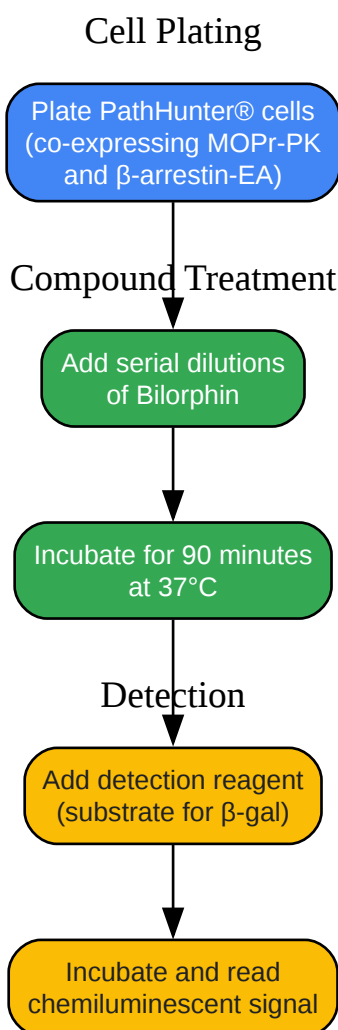 Cell Plating
Plate PathHunter® cells
(co-expressing MOPr-PK
and β-arrestin-EA)
Compound Treatment
Add serial dilutions
of Bilorphin
Incubate for 90 minutes
at 37°C
Detection
Add detection reagent
(substrate for β-gal)
Incubate and read
chemiluminescent signal